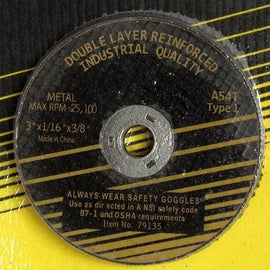 DOUBLE LAYER REINFORCED
INDUSTRIAL QUALITY
METAL
MAX RPM 25,100
A54T
Type 1
3"x1/16"x3/8"
Made in China
ALWAYS WEAR SAFETY GOGGLES
Use as directed in ANSI safety code
B7-1 and OSHA requirements
Item No. 79135